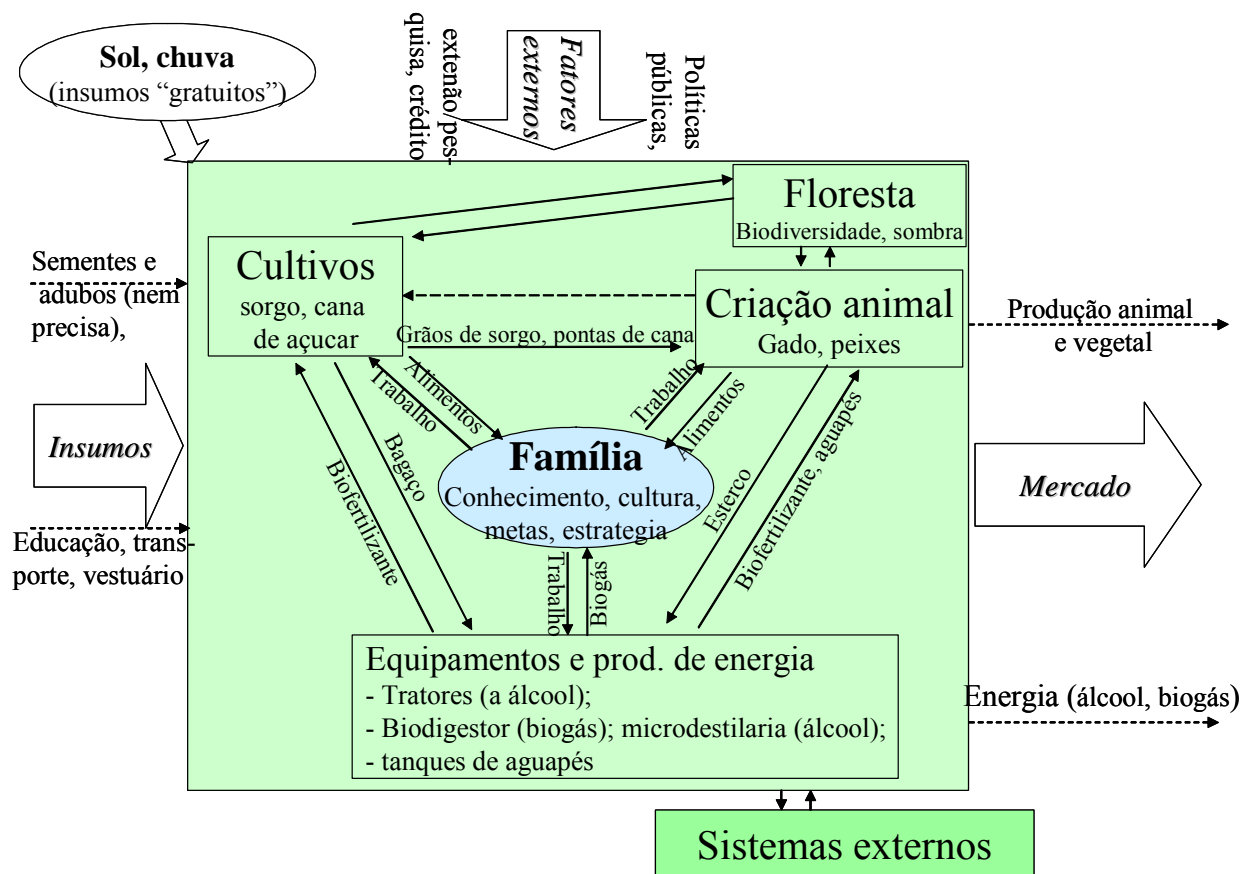 Sol, chuva
(insumos “gratuitos”)
extenão/pes-
quisa, crédito
Fatores
externos
Políticas
públicas,
Floresta
Biodiversidade, sombra
Sementes e
adubos (nem
precisa),
Cultivos
sorgo, cana
de açucar
Criação animal
Gado, peixes
Grãos de sorgo, pontas de cana
Produção animal
e vegetal
Alimentos
Trabalho
Trabalho
Alimentos
Insumos
Família
Conhecimento, cultura,
metas, estrategia
Mercado
Bagaço
Biofertilizante
Esterco
Biofertilizante, aguapés
Educação, trans-
porte, vestuário
Trabalho
Biogás
Equipamentos e prod. de energia
- Tratores (a álcool);
- Biodigestor (biogás); microdestilaria (álcool);
- tanques de aguapés
Energia (álcool, biogás)
Sistemas externos